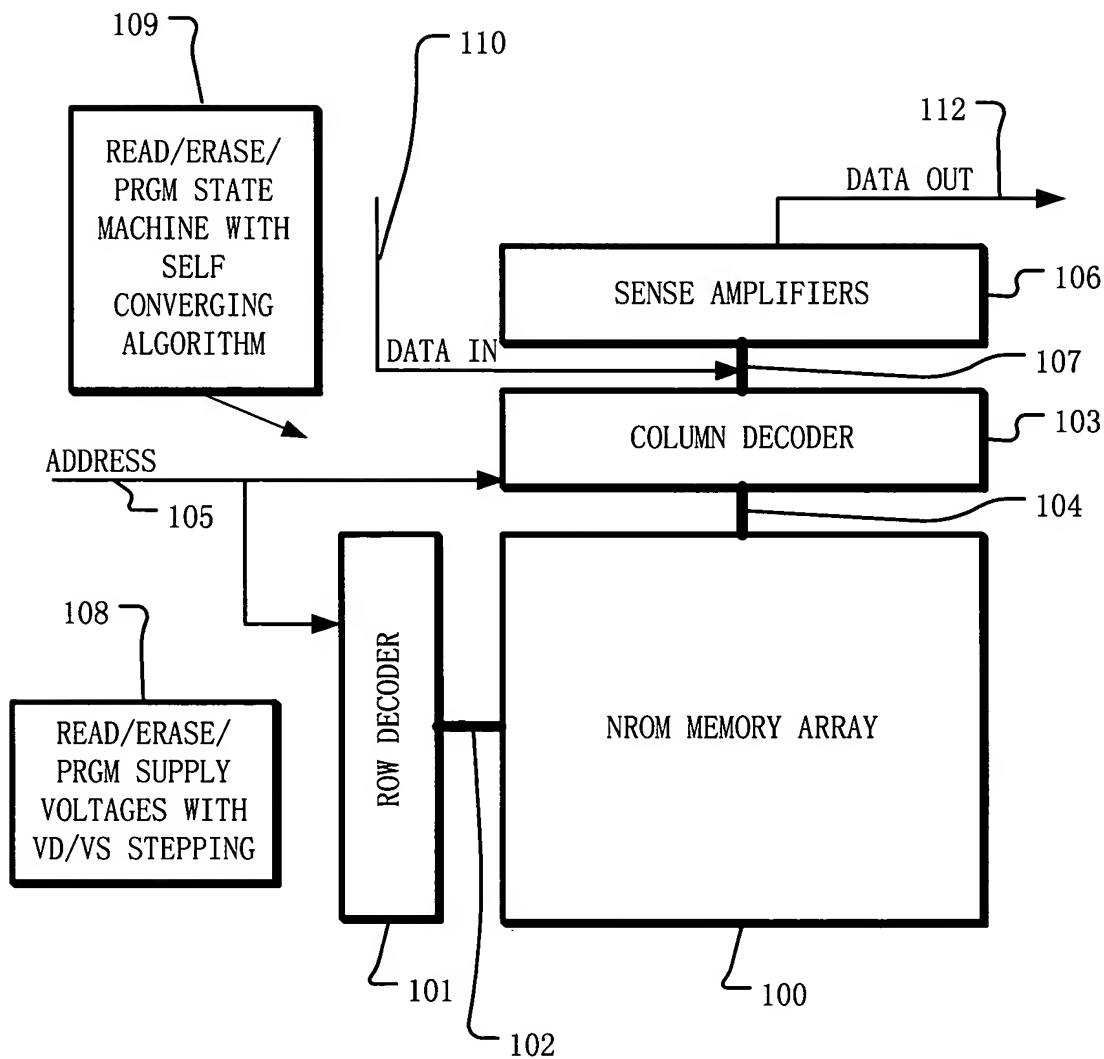 109
110
112
READ/ERASE/
PRGM STATE
MACHINE WITH
SELF
CONVERGING
ALGORITHM
DATA OUT
SENSE AMPLIFIERS
106
DATA IN
107
COLUMN DECODER
103
ADDRESS
105
104
108
ROW DECODER
NROM MEMORY ARRAY
READ/ERASE/
PRGM SUPPLY
VOLTAGES WITH
VD/VS STEPPING
101
102
100